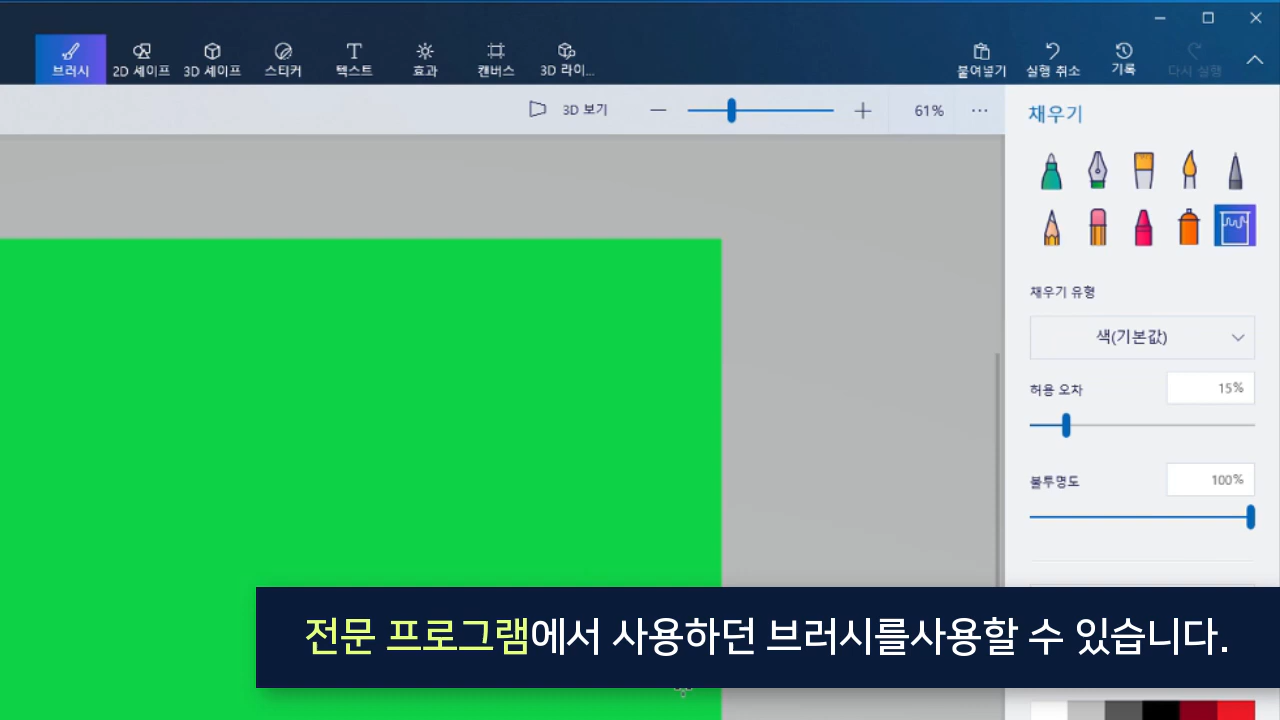 브러시 2D 셰이프 3D 셰이프 스티커 텍스트 효과 캔버스 3D 라이... 붙여넣기 실행 취소 기록 다시 실행
3D 보기 61% ...
채우기
채우기 유형
색(기본값)
허용 오차 15%
불투명도 100%
전문 프로그램에서 사용하던 브러시를사용할 수 있습니다.